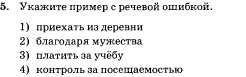 5. Укажите пример с речевой ошибкой.
1) приехать из деревни
2) благодаря мужества
3) платить за учёбу
4) контроль за посещаемостью